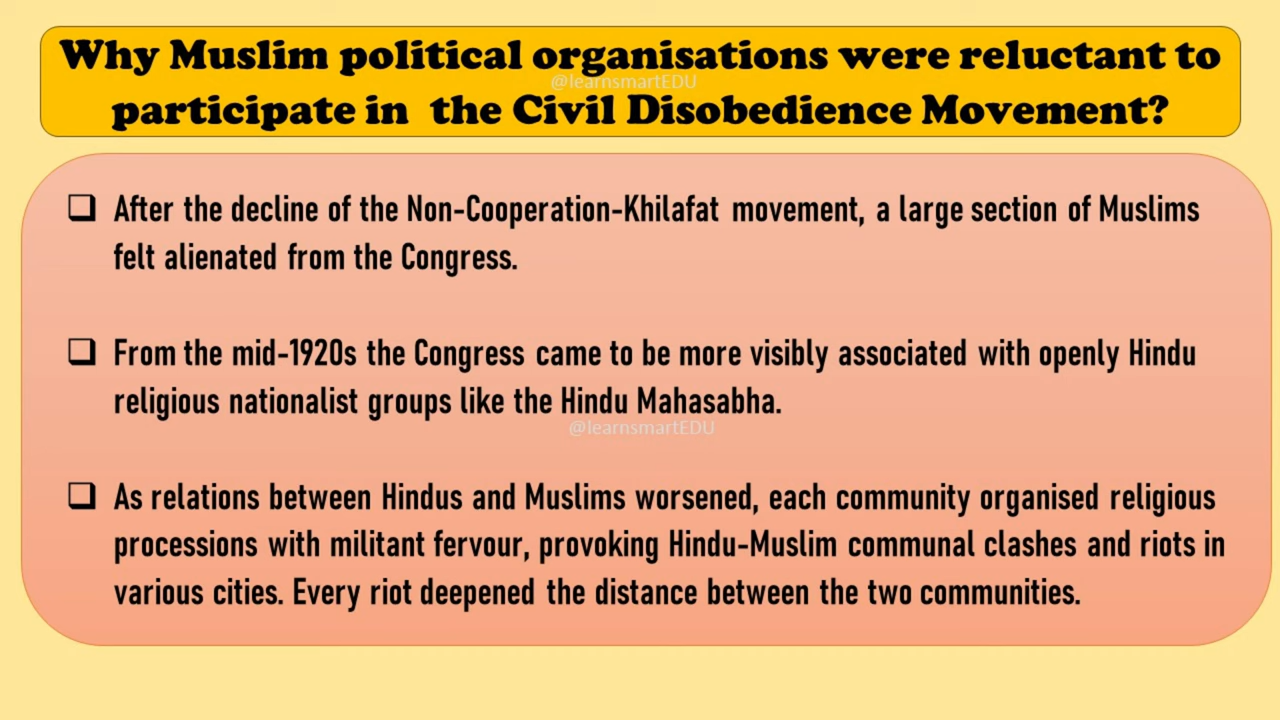 Why Muslim political organisations were reluctant to
@learnsmartEDU
participate in the Civil Disobedience Movement?
❑ After the decline of the Non-Cooperation-Khilafat movement, a large section of Muslims
felt alienated from the Congress.
❑ From the mid-1920s the Congress came to be more visibly associated with openly Hindu
religious nationalist groups like the Hindu Mahasabha.
@learnsmartEDU
❑ As relations between Hindus and Muslims worsened, each community organised religious
processions with militant fervour, provoking Hindu-Muslim communal clashes and riots in
various cities. Every riot deepened the distance between the two communities.